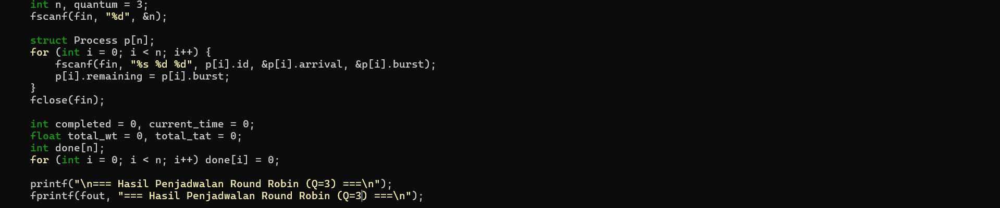 int n, quantum = 3;
fscanf(fin, "%d", &n);
struct Process p[n];
for (int i = 0; i < n; i++) {
fscanf(fin, "%s %d %d", p[i].id, &p[i].arrival, &p[i].burst);
p[i].remaining = p[i].burst;
}
fclose(fin);
int completed = 0, current_time = 0;
float total_wt = 0, total_tat = 0;
int done[n];
for (int i = 0; i < n; i++) done[i] = 0;
printf("\n=== Hasil Penjadwalan Round Robin (Q=3) ===\n");
fprintf(fout, "=== Hasil Penjadwalan Round Robin (Q=3) ===\n");